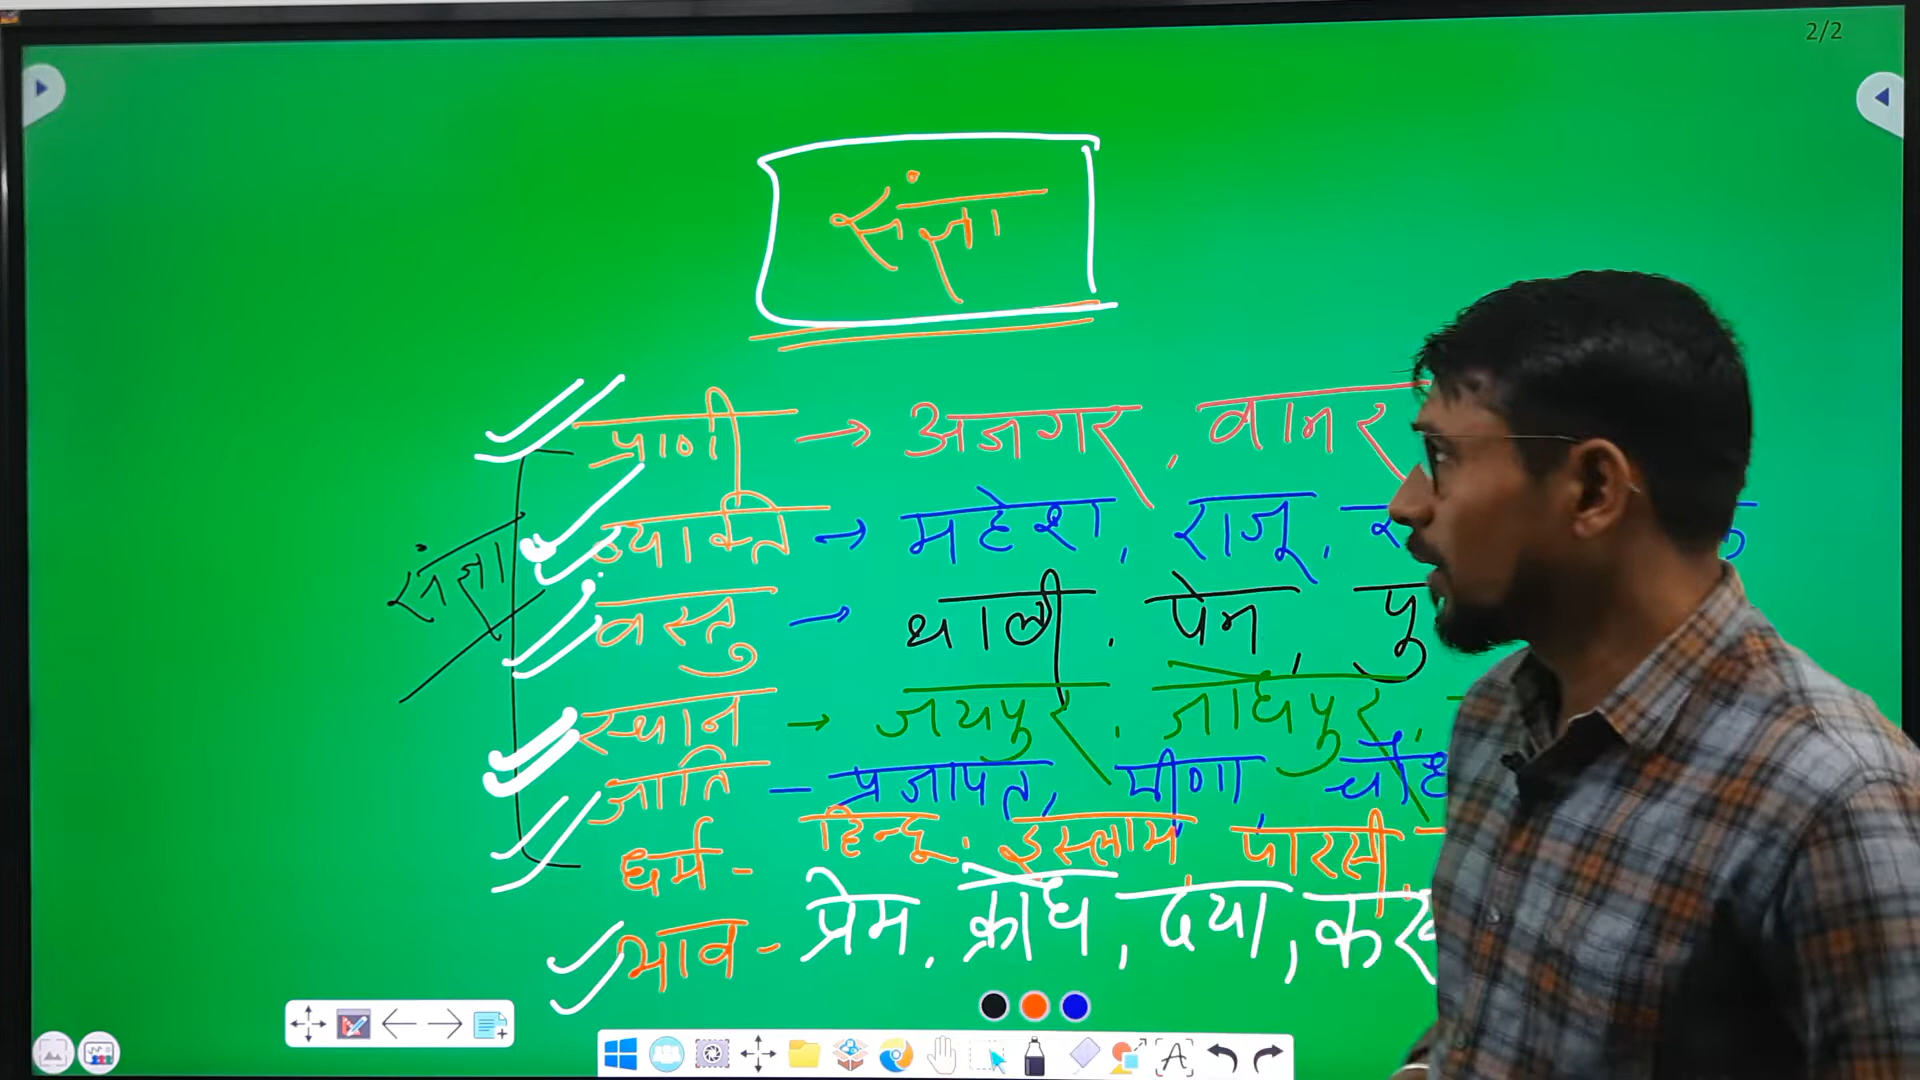 2/2
संज्ञा
प्राणी → अजगर, वानर
व्यक्ति → महेश, राजू,
संज्ञा
वस्तु → थाली, पेन, पु
स्थान → जयपुर, जोधपुर,
जाति - प्रजापत, मीणा चौह
धर्म - हिन्दू, इस्लाम, पारसी,
भाव - प्रेम, क्रोध, दया,